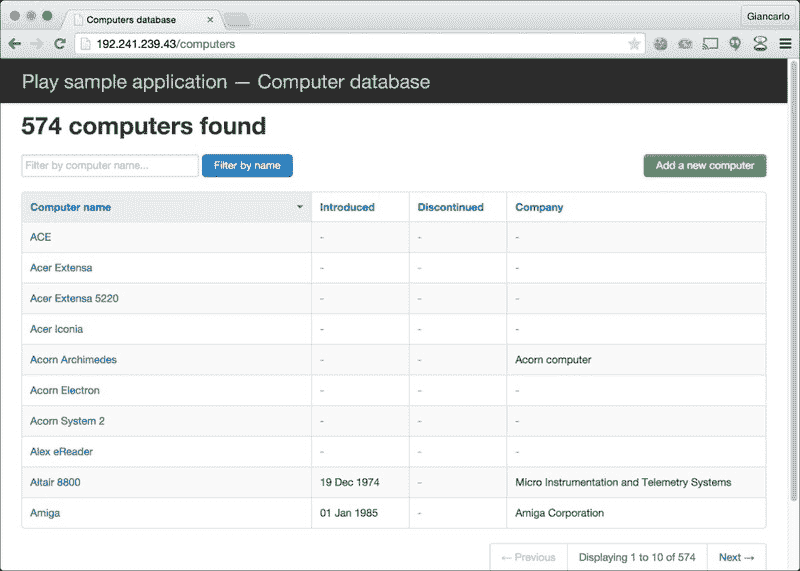 Computers database
Giancarlo
192.241.239.43/computers
Play sample application — Computer database
574 computers found
Filter by computer name...
Filter by name
Add a new computer
Computer name Introduced Discontinued Company
ACE - - -
Acer Extensa - - -
Acer Extensa 5220 - - -
Acer Iconia - - -
Acorn Archimedes - - Acorn computer
Acorn Electron - - -
Acorn System 2 - - -
Alex eReader - - -
Altair 8800 19 Dec 1974 - Micro Instrumentation and Telemetry Systems
Amiga 01 Jan 1985 - Amiga Corporation
← Previous Displaying 1 to 10 of 574 Next →